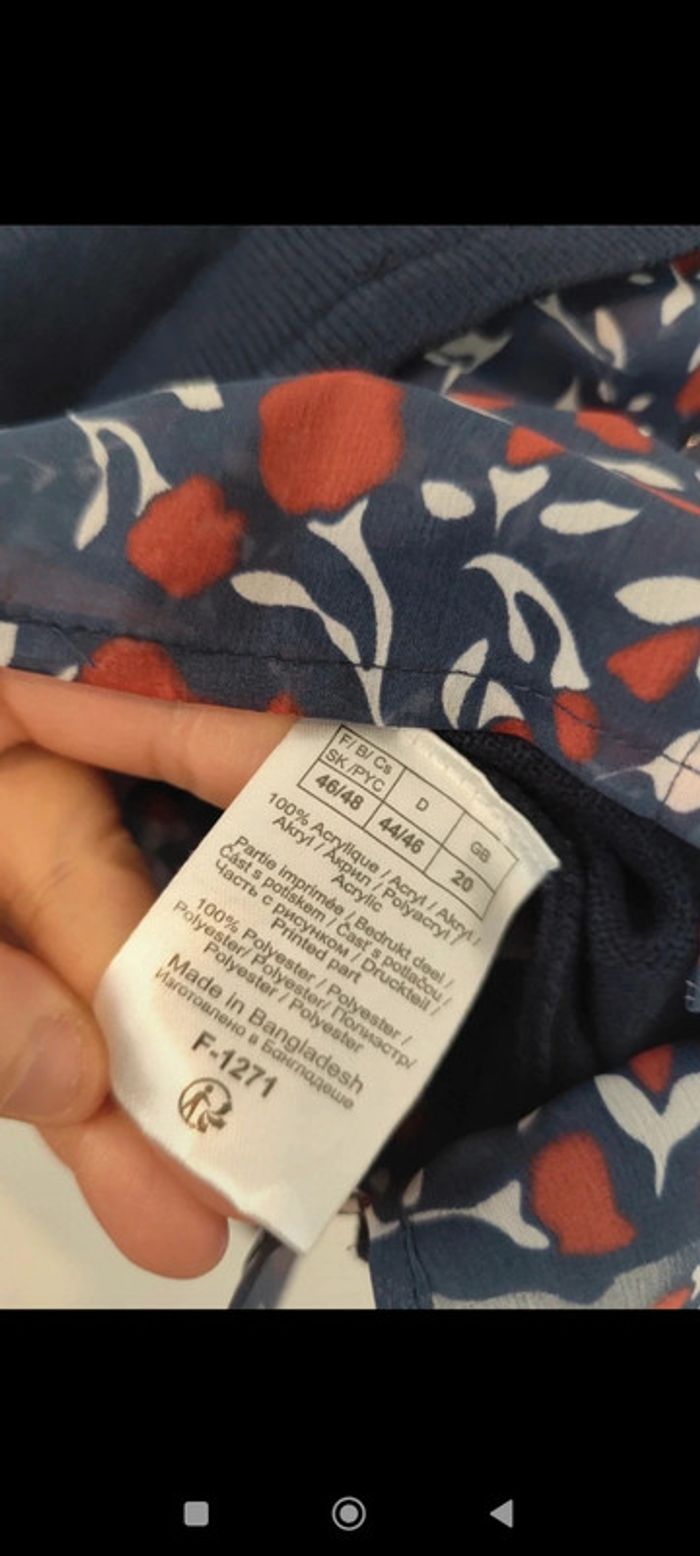 F/ B/ Cs
SK /PYC
D
GB
46/48
44/46
20
100% Acrylique / Acryl / Akryl /
Akryl / Акрил / Polyacryl /
Acrylic
Partie imprimée / Bedrukt deel /
Část s potiskem / Časť s potlačou /
Часть с рисунком / Druckteil /
Printed part
100% Polyester / Polyester /
Polyester/ Polyester/ Полиэстр/
Polyester / Polyester
Made in Bangladesh
Изготовлено в Бангладеше
F-1271